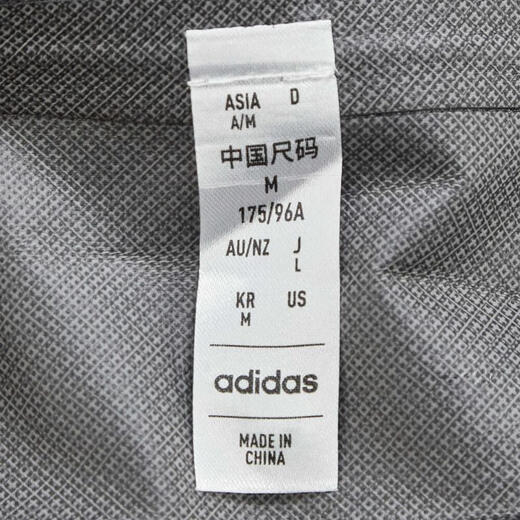 ASIA D
A/M
中国尺码
M
175/96A
AU/NZ J
L
KR US
M
adidas
MADE IN
CHINA